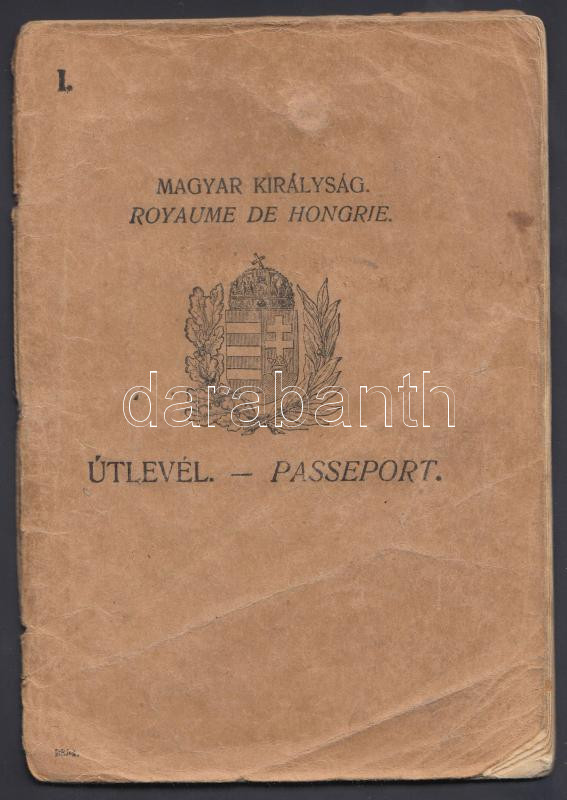 I.
MAGYAR KIRÁLYSÁG.
ROYAUME DE HONGRIE.
darabanth
ÚTLEVÉL. — PASSEPORT.